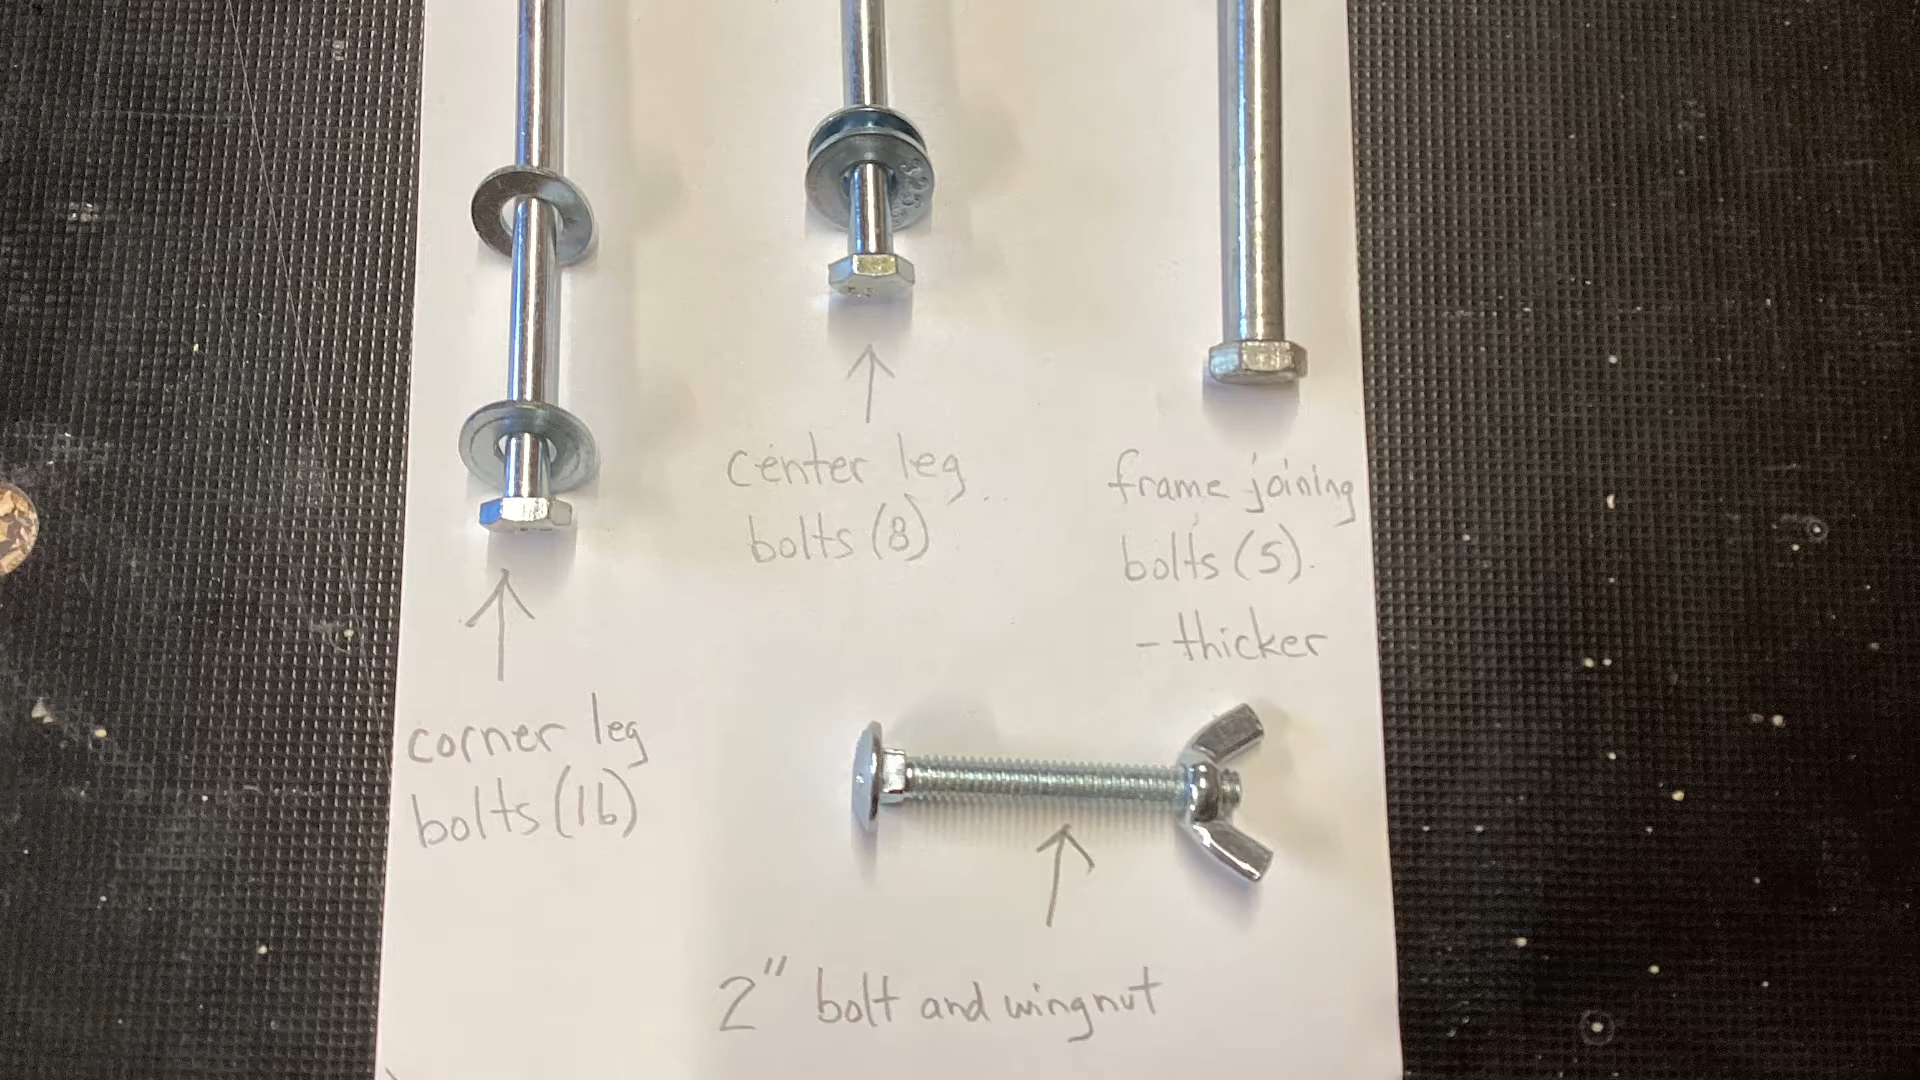 center leg
bolts (8)
frame joining
bolts (5)
- thicker
corner leg
bolts (16)
2" bolt and wingnut